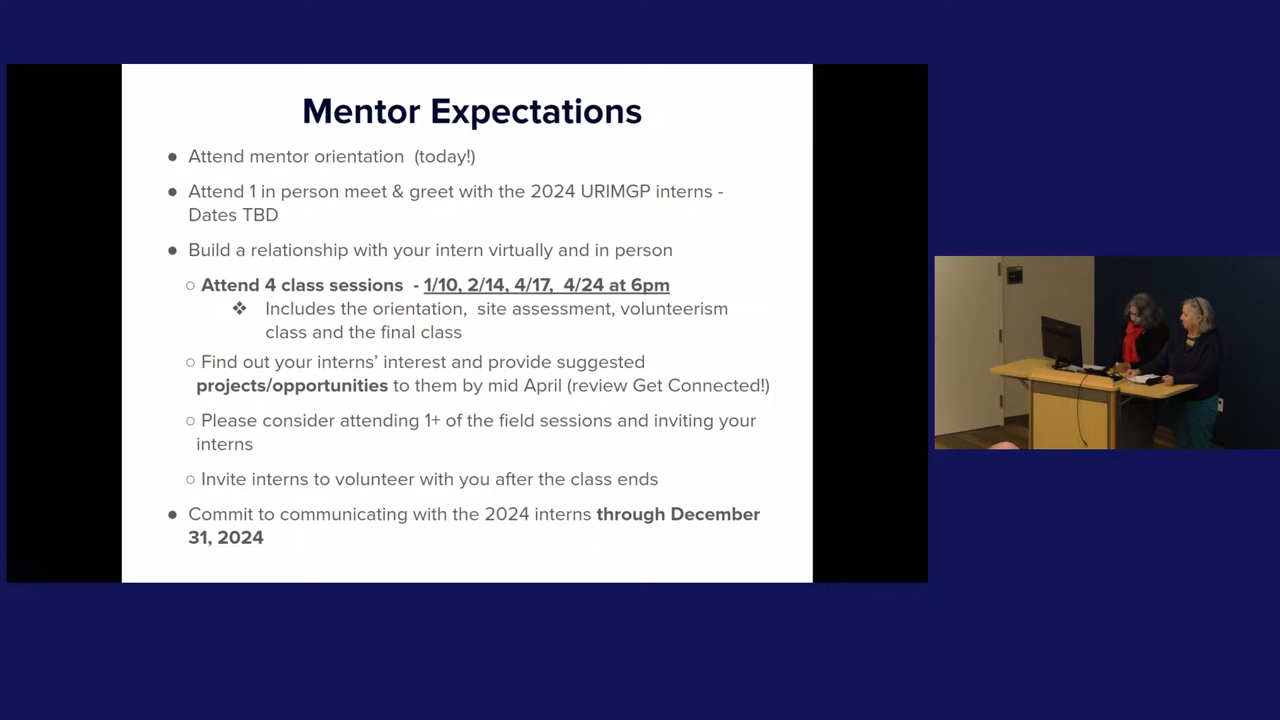 Mentor Expectations
● Attend mentor orientation (today!)
● Attend 1 in person meet & greet with the 2024 URIMGP interns -
Dates TBD
● Build a relationship with your intern virtually and in person
○ Attend 4 class sessions - 1/10, 2/14, 4/17, 4/24 at 6pm
❖ Includes the orientation, site assessment, volunteerism
class and the final class
○ Find out your interns' interest and provide suggested
projects/opportunities to them by mid April (review Get Connected!)
○ Please consider attending 1+ of the field sessions and inviting your
interns
○ Invite interns to volunteer with you after the class ends
● Commit to communicating with the 2024 interns through December
31, 2024